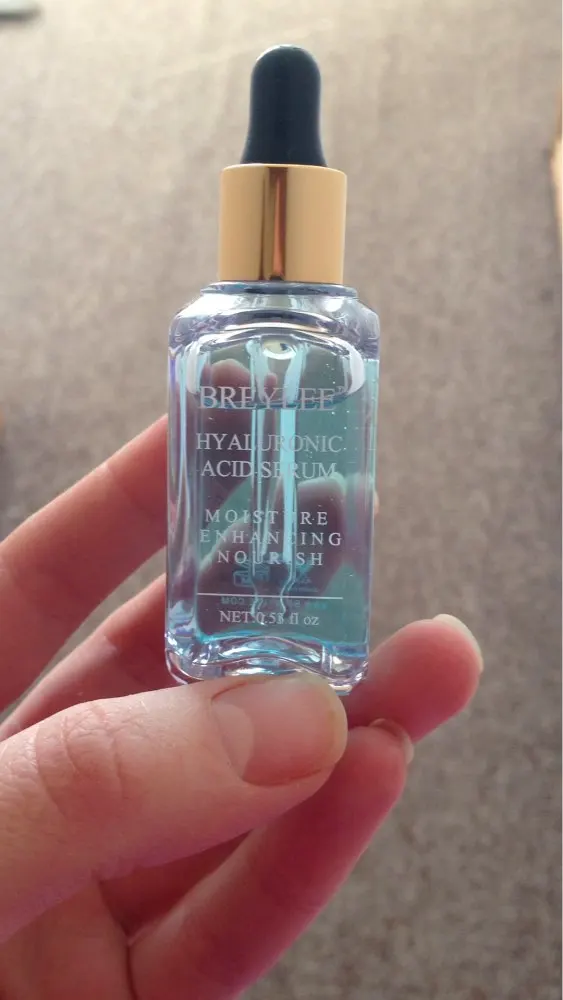 BREYLEE
HYALURONIC
ACID SERUM
MOISTURE
ENHANCING
NOURISH
NET:0.58 fl oz